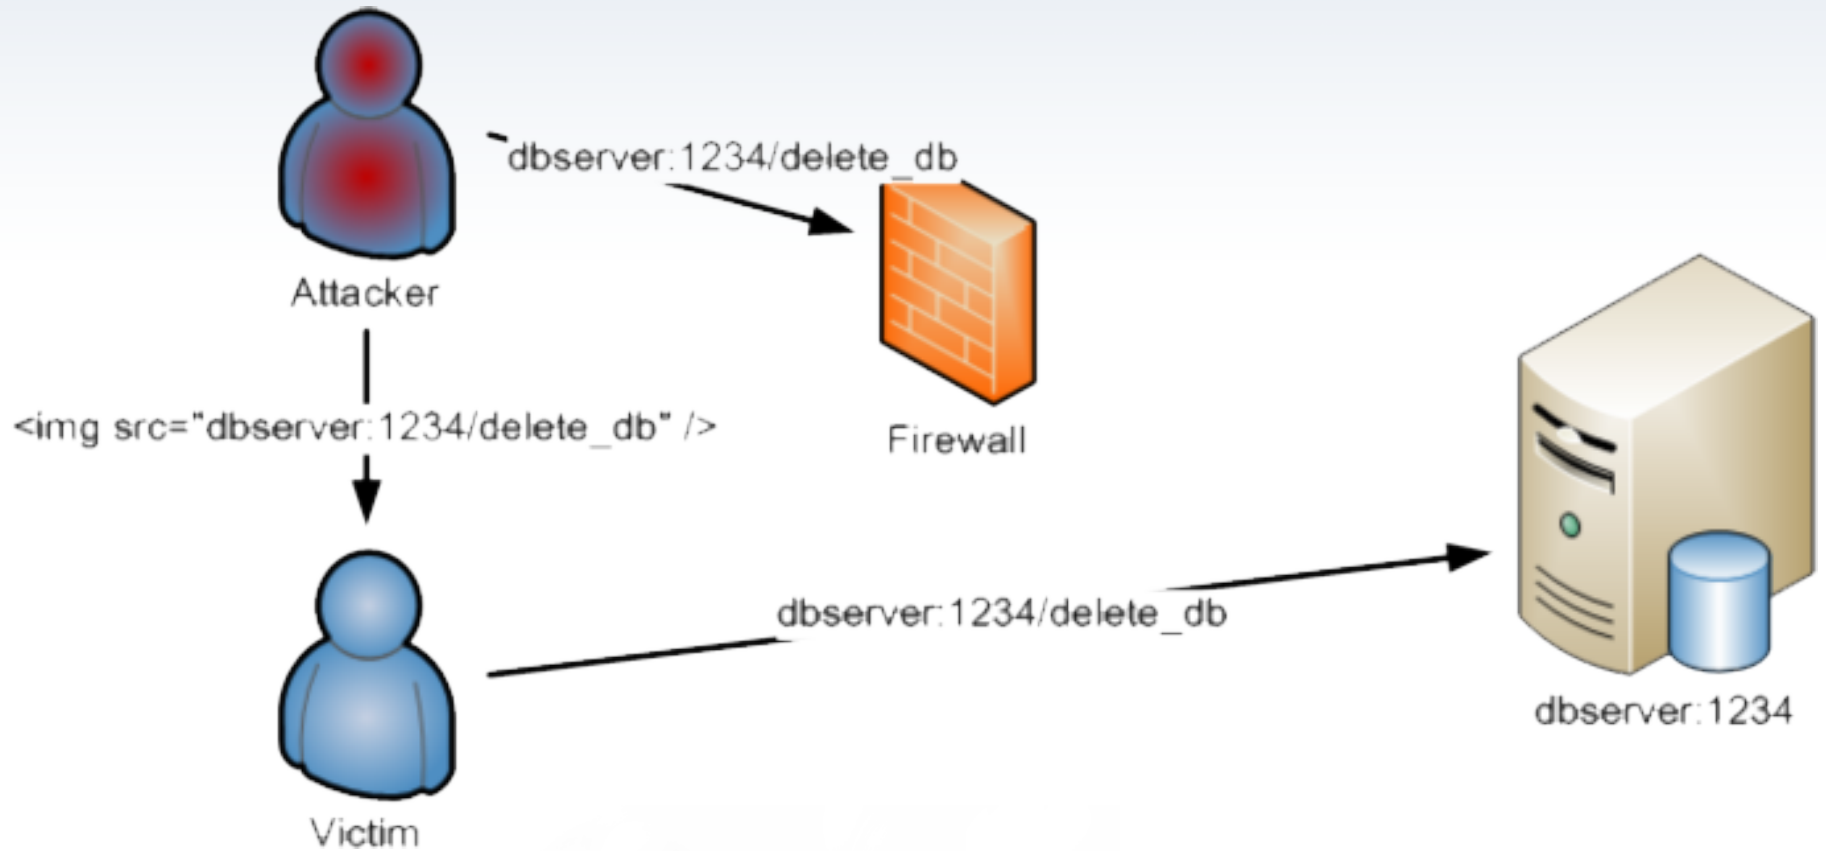 dbserver:1234/delete_db
Attacker
<img src="dbserver:1234/delete_db" />
Firewall
dbserver:1234/delete_db
dbserver:1234
Victim